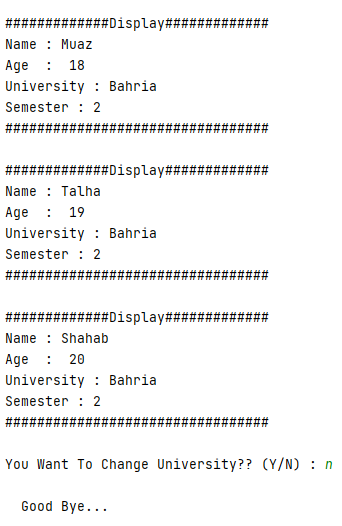 #############Display#############
Name : Muaz
Age  :  18
University : Bahria
Semester : 2
#################################
#############Display#############
Name : Talha
Age  :  19
University : Bahria
Semester : 2
#################################
#############Display#############
Name : Shahab
Age  :  20
University : Bahria
Semester : 2
#################################
You Want To Change University?? (Y/N) : n
Good Bye...